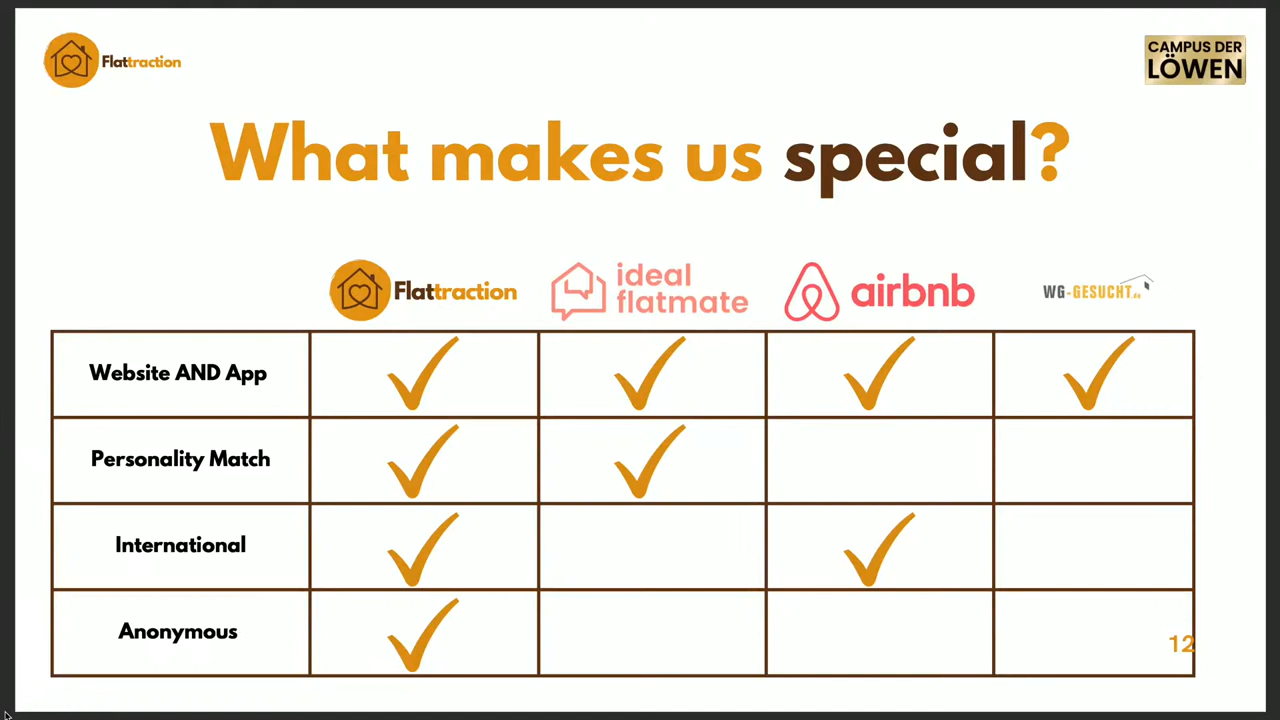 Flattraction
CAMPUS DER
LÖWEN
What makes us special?
Flattraction
ideal
flatmate
airbnb
WG-GESUCHT.de
Website AND App
Personality Match
International
Anonymous
12